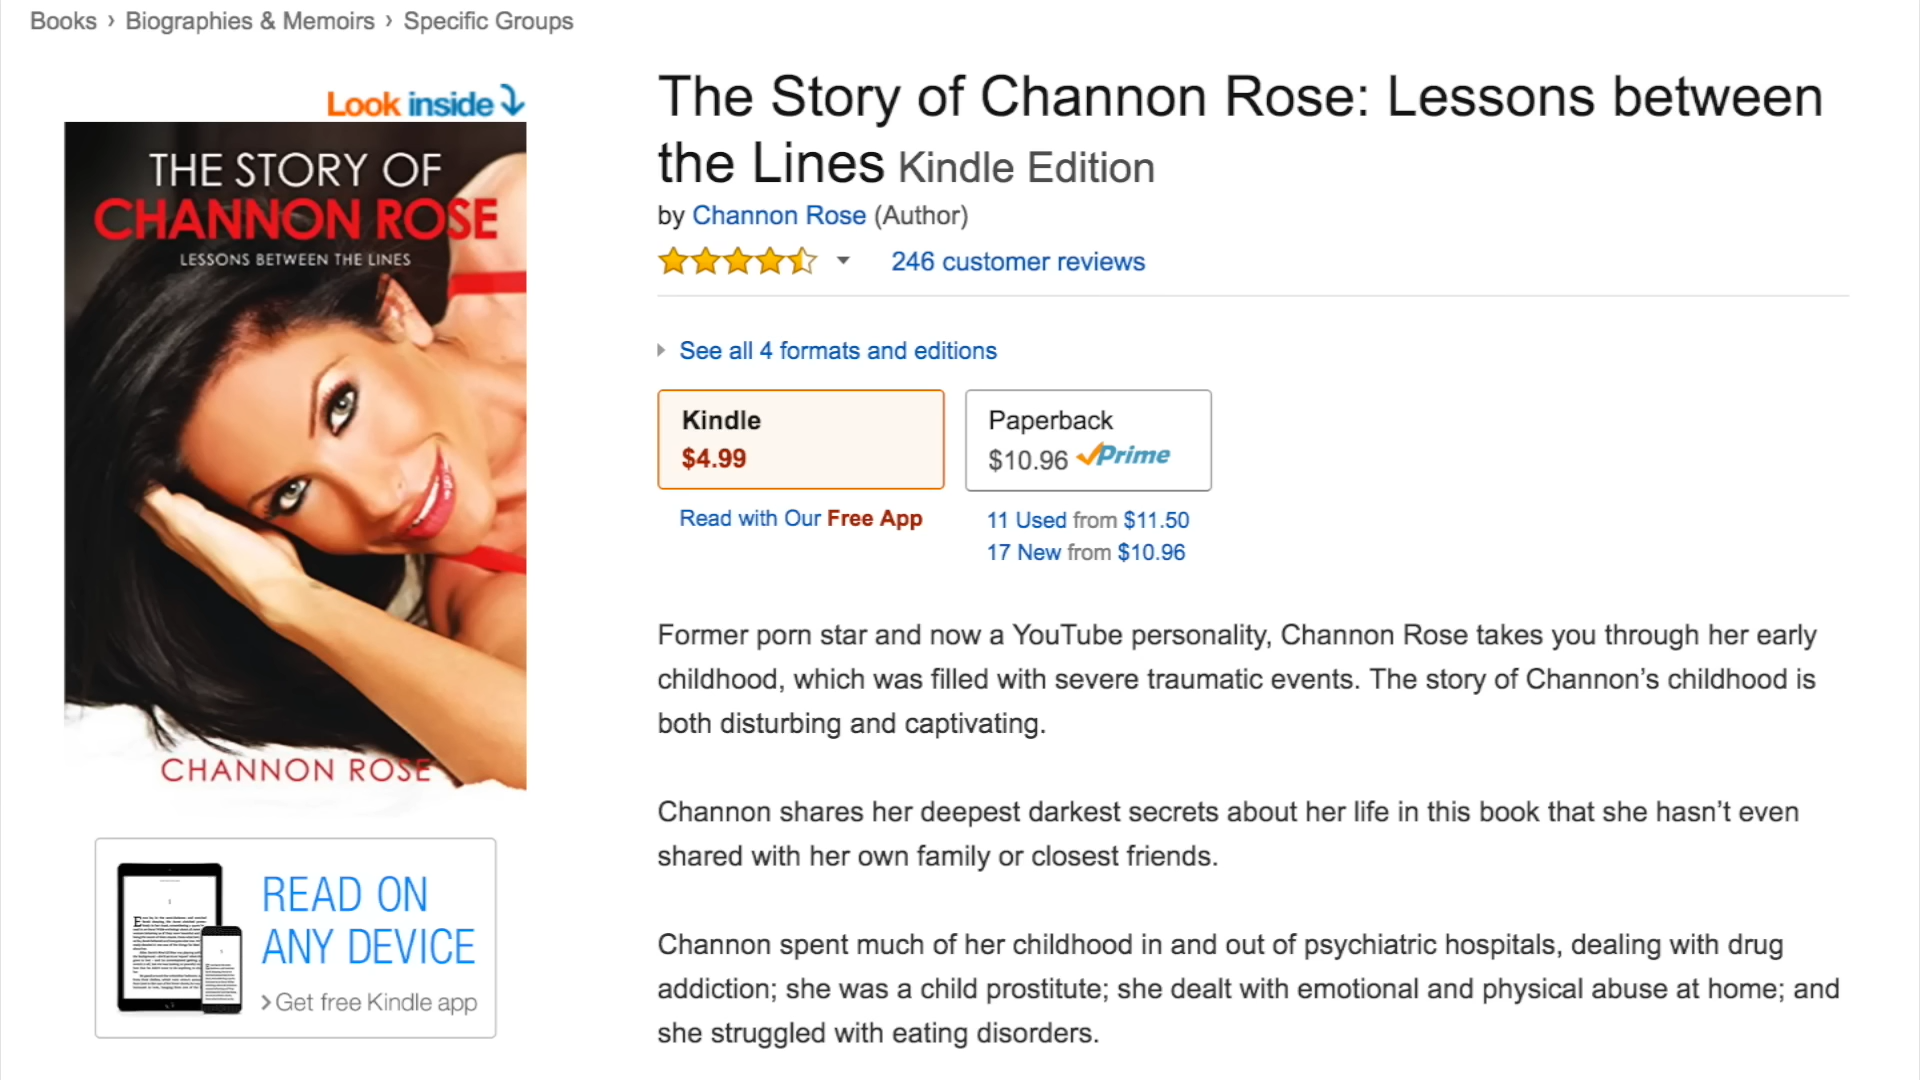 Books › Biographies & Memoirs › Specific Groups
Look inside
THE STORY OF
CHANNON ROSE
LESSONS BETWEEN THE LINES
CHANNON ROSE
READ ON
ANY DEVICE
Get free Kindle app
The Story of Channon Rose: Lessons between
the Lines Kindle Edition
by Channon Rose (Author)
246 customer reviews
See all 4 formats and editions
Kindle
$4.99
Read with Our Free App
Paperback
$10.96 Prime
11 Used from $11.50
17 New from $10.96
Former porn star and now a YouTube personality, Channon Rose takes you through her early
childhood, which was filled with severe traumatic events. The story of Channon’s childhood is
both disturbing and captivating.
Channon shares her deepest darkest secrets about her life in this book that she hasn’t even
shared with her own family or closest friends.
Channon spent much of her childhood in and out of psychiatric hospitals, dealing with drug
addiction; she was a child prostitute; she dealt with emotional and physical abuse at home; and
she struggled with eating disorders.